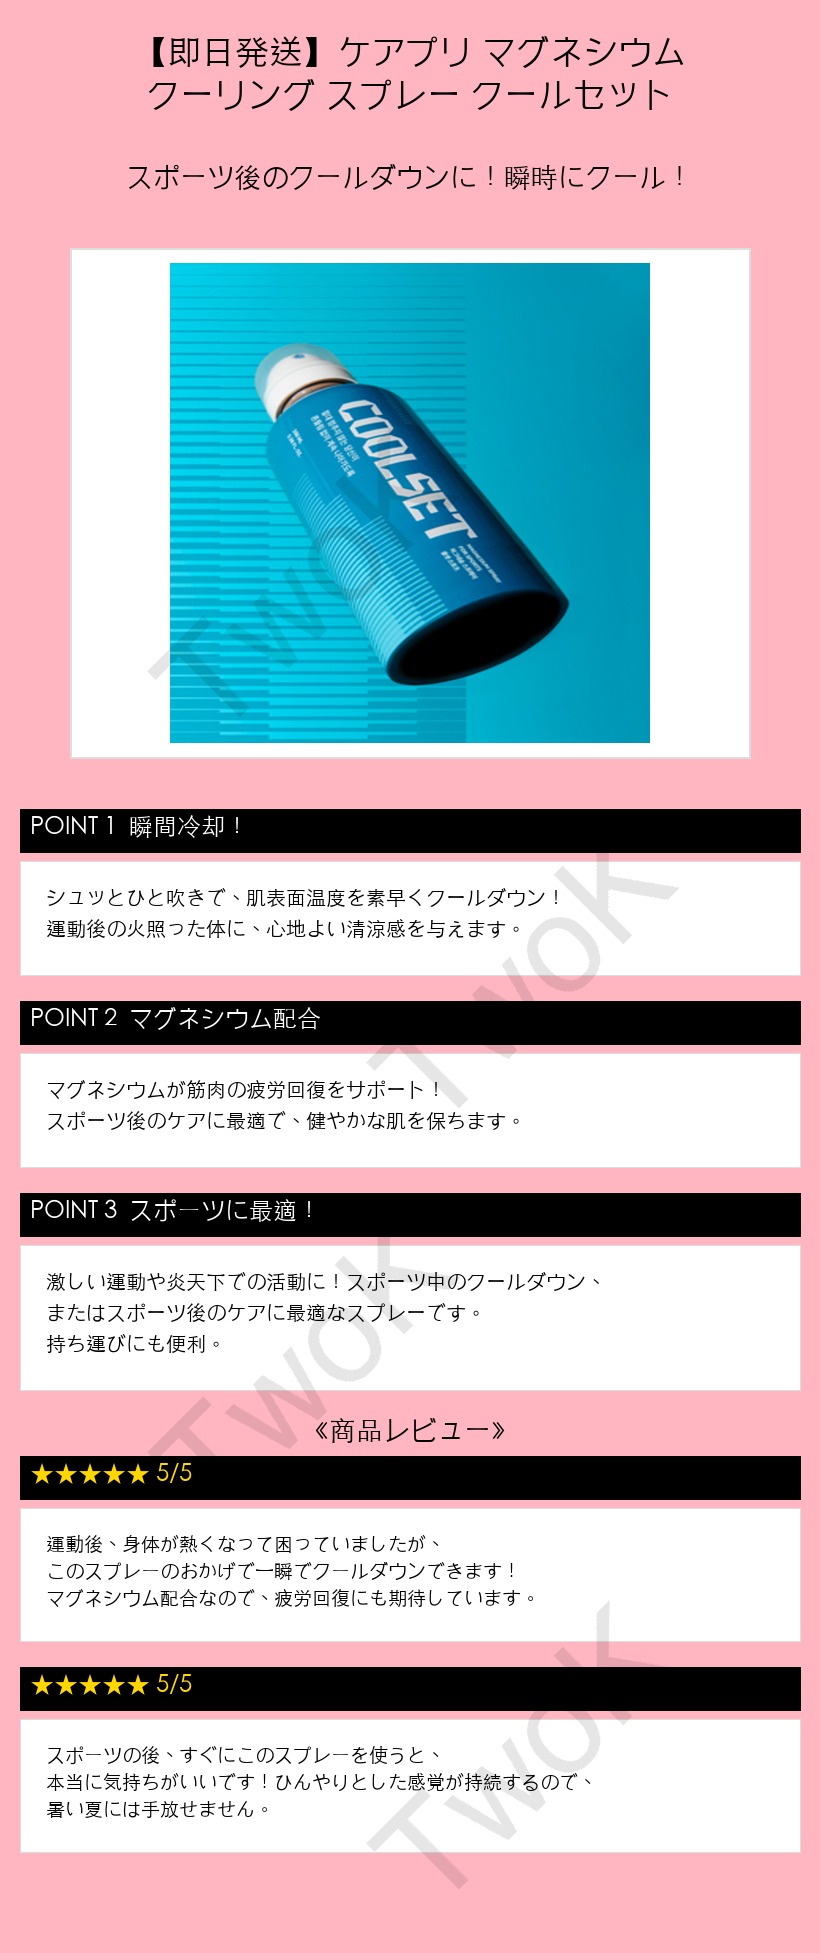 【即日発送】ケアプリ マグネシウム
クーリング スプレー クールセット
スポーツ後のクールダウンに！瞬時にクール！
COOLSET
TwoK
POINT 1 瞬間冷却！
シュッとひと吹きで、肌表面温度を素早くクールダウン！
運動後の火照った体に、心地よい清涼感を与えます。
TwoK
POINT 2 マグネシウム配合
マグネシウムが筋肉の疲労回復をサポート！
スポーツ後のケアに最適で、健やかな肌を保ちます。
POINT 3 スポーツに最適！
激しい運動や炎天下での活動に！スポーツ中のクールダウン、
またはスポーツ後のケアに最適なスプレーです。
持ち運びにも便利。
TwoK
《商品レビュー》
★★★★★ 5/5
運動後、身体が熱くなって困っていましたが、
このスプレーのおかげで一瞬でクールダウンできます！
マグネシウム配合なので、疲労回復にも期待しています。
★★★★★ 5/5
スポーツの後、すぐにこのスプレーを使うと、
本当に気持ちがいいです！ひんやりとした感覚が持続するので、
暑い夏には手放せません。
TwoK